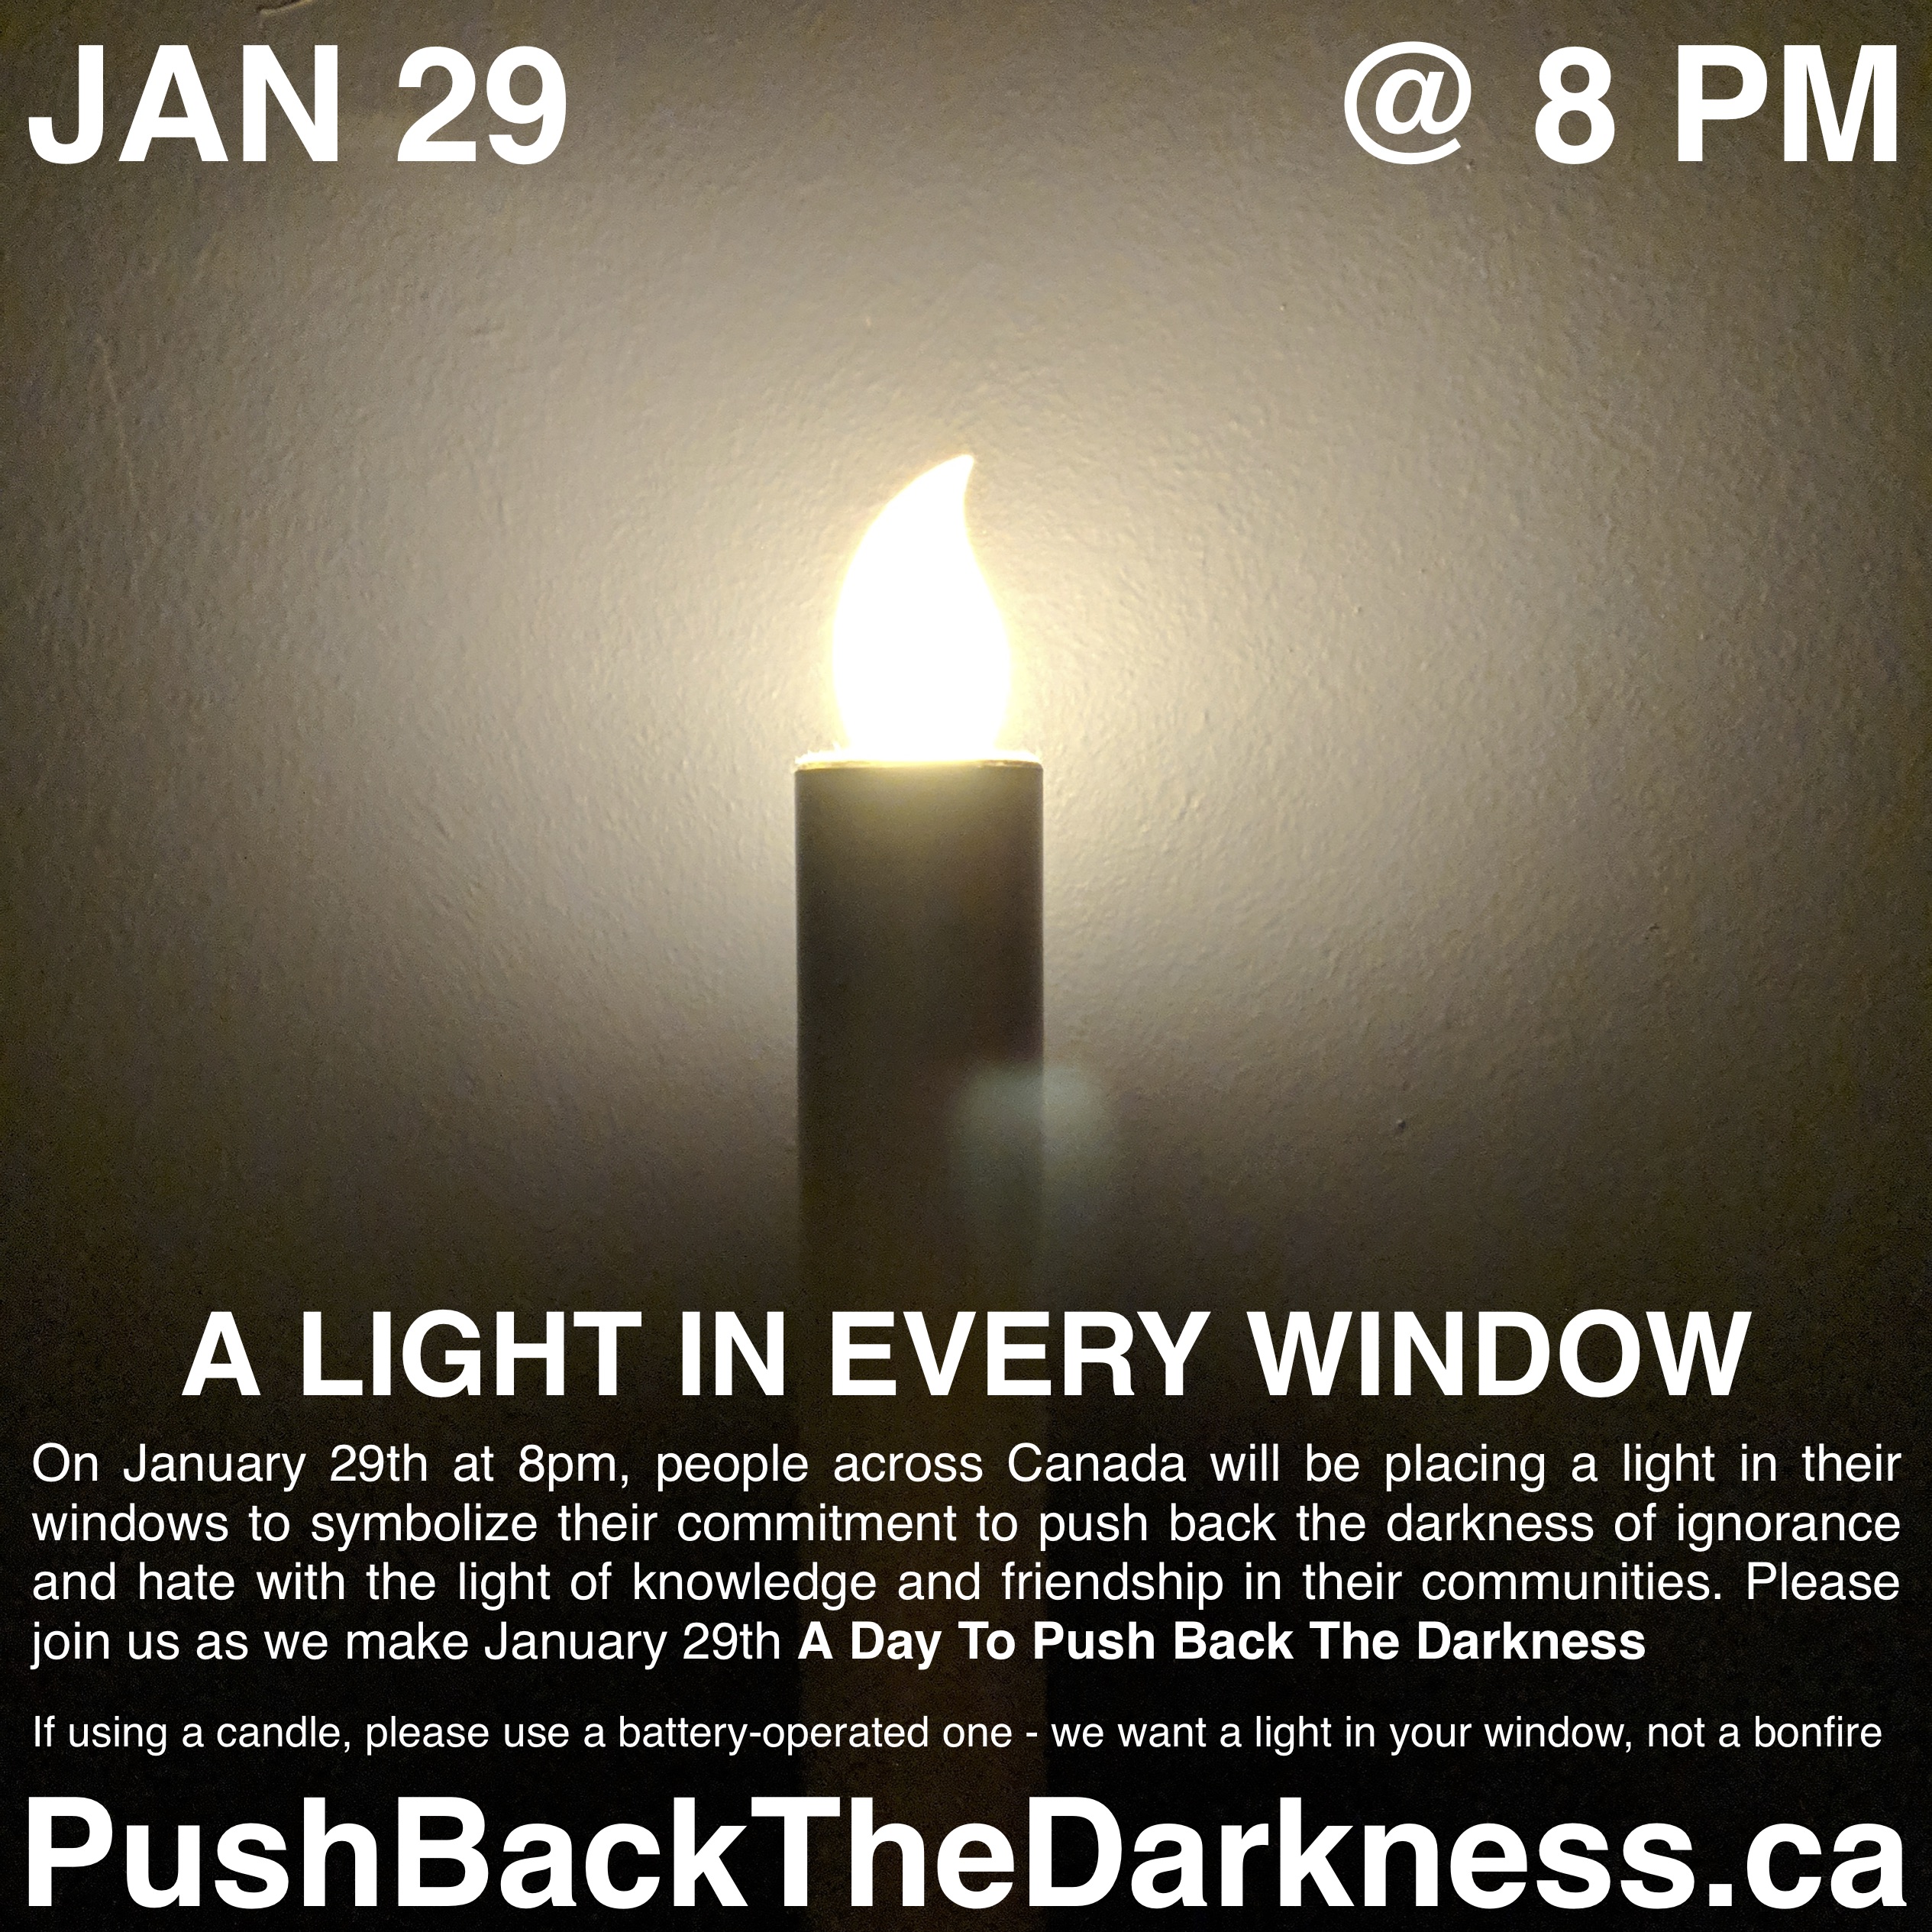 JAN 29 @ 8 PM
A LIGHT IN EVERY WINDOW
On January 29th at 8pm, people across Canada will be placing a light in their
windows to symbolize their commitment to push back the darkness of ignorance
and hate with the light of knowledge and friendship in their communities. Please
join us as we make January 29th A Day To Push Back The Darkness
If using a candle, please use a battery-operated one - we want a light in your window, not a bonfire
PushBackTheDarkness.ca